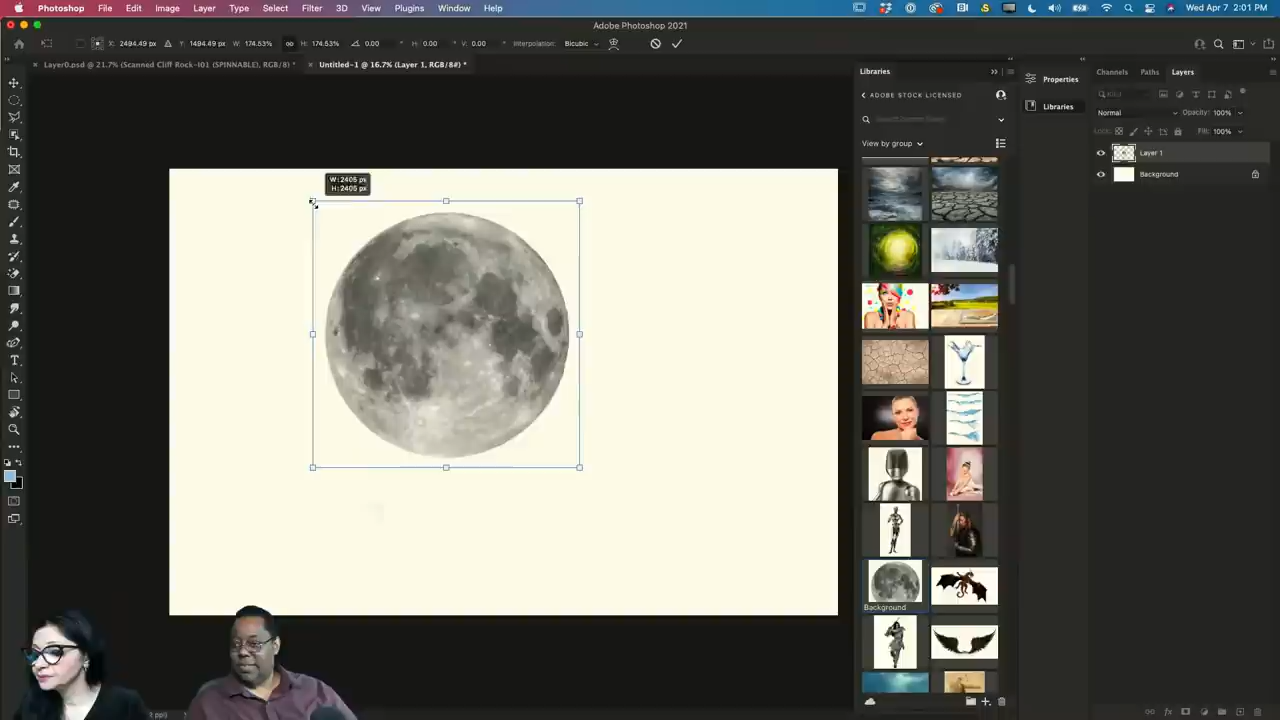 Photoshop File Edit Image Layer Type Select Filter 3D View Plugins Window Help Wed Apr 7 2:01 PM
Adobe Photoshop 2021
X: 2494.49 px Y: 1494.49 px W: 174.53% H: 174.53% 0.00 H: 0.00 V: 0.00 Interpolation: Bicubic
Layer0.psd @ 21.7% (Scanned Cliff Rock-I01 (SPINNABLE), RGB/8) * Untitled-1 @ 16.7% (Layer 1, RGB/8#) *
Libraries
Properties
Channels Paths Layers
ADOBE STOCK LICENSED
Libraries
Normal Opacity: 100%
Fill: 100%
View by group
Layer 1
Background
W: 2405 px
H: 2405 px
Background
ppi)